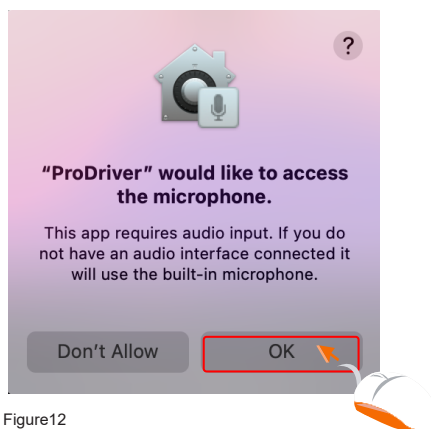 ?
“ProDriver” would like to access
the microphone.
This app requires audio input. If you do
not have an audio interface connected it
will use the built-in microphone.
Don’t Allow
OK
Figure12